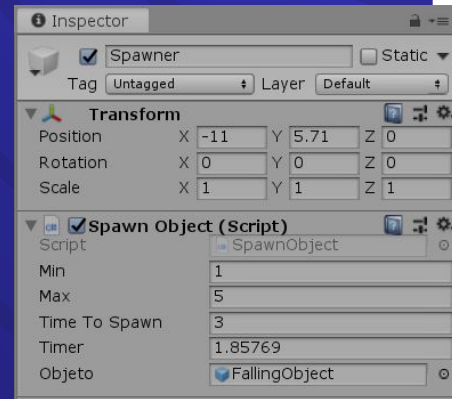 Inspector
Spawner Static
Tag Untagged Layer Default
Transform
Position X -11 Y 5.71 Z 0
Rotation X 0 Y 0 Z 0
Scale X 1 Y 1 Z 1
Spawn Object (Script)
Script SpawnObject
Min 1
Max 5
Time To Spawn 3
Timer 1.85769
Objeto FallingObject